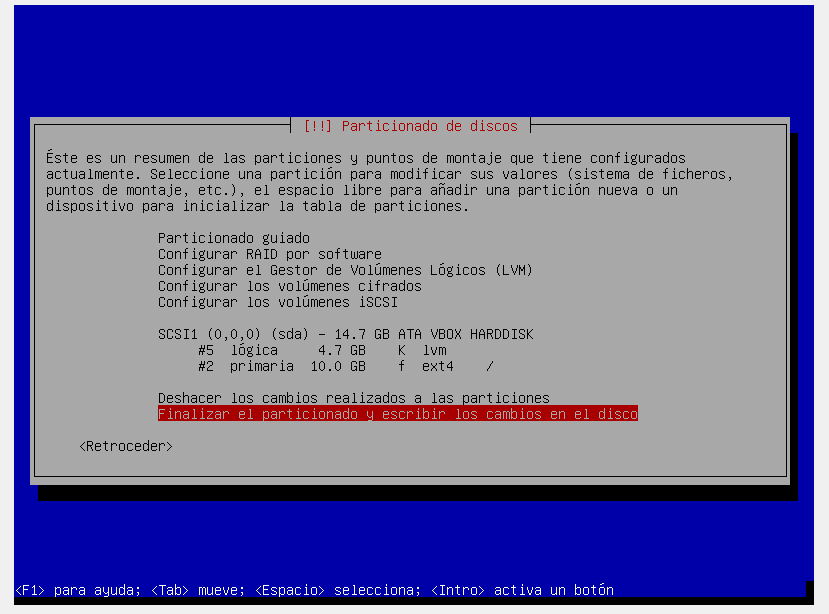 [!!] Particionado de discos
Éste es un resumen de las particiones y puntos de montaje que tiene configurados
actualmente. Seleccione una partición para modificar sus valores (sistema de ficheros,
puntos de montaje, etc.), el espacio libre para añadir una partición nueva o un
dispositivo para inicializar la tabla de particiones.
Particionado guiado
Configurar RAID por software
Configurar el Gestor de Volúmenes Lógicos (LVM)
Configurar los volúmenes cifrados
Configurar los volúmenes iSCSI
SCSI1 (0,0,0) (sda) – 14.7 GB ATA VBOX HARDDISK
#5 lógica 4.7 GB K lvm
#2 primaria 10.0 GB f ext4 /
Deshacer los cambios realizados a las particiones
Finalizar el particionado y escribir los cambios en el disco
<Retroceder>
<F1> para ayuda; <Tab> mueve; <Espacio> selecciona; <Intro> activa un botón